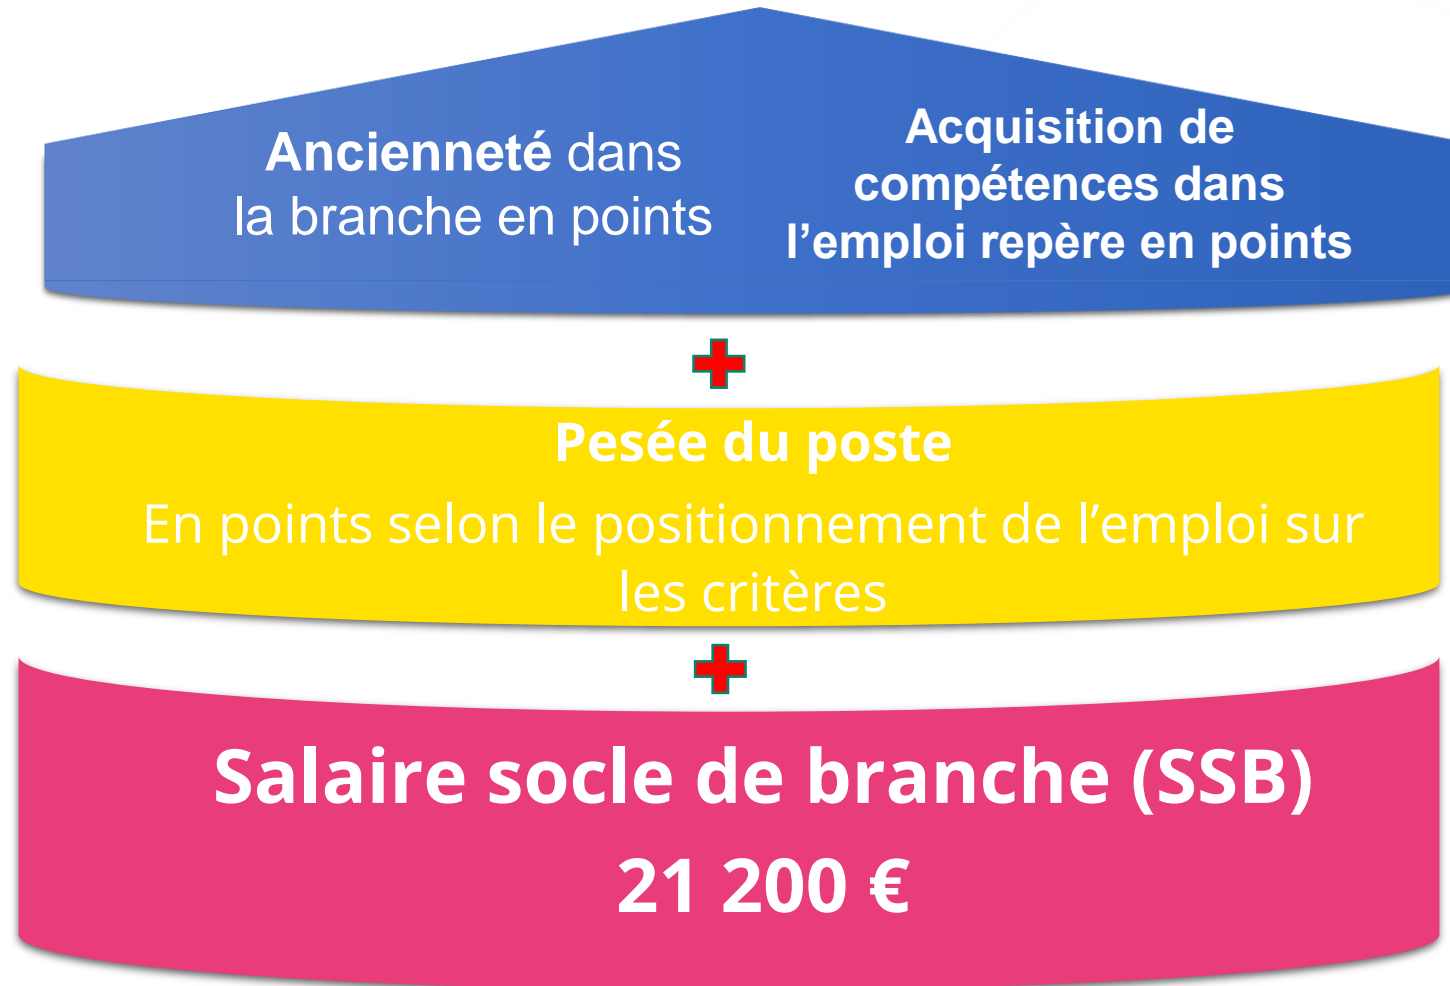 Ancienneté dans
la branche en points
Acquisition de
compétences dans
l’emploi repère en points
Pesée du poste
En points selon le positionnement de l’emploi sur
les critères
Salaire socle de branche (SSB)
21 200 €